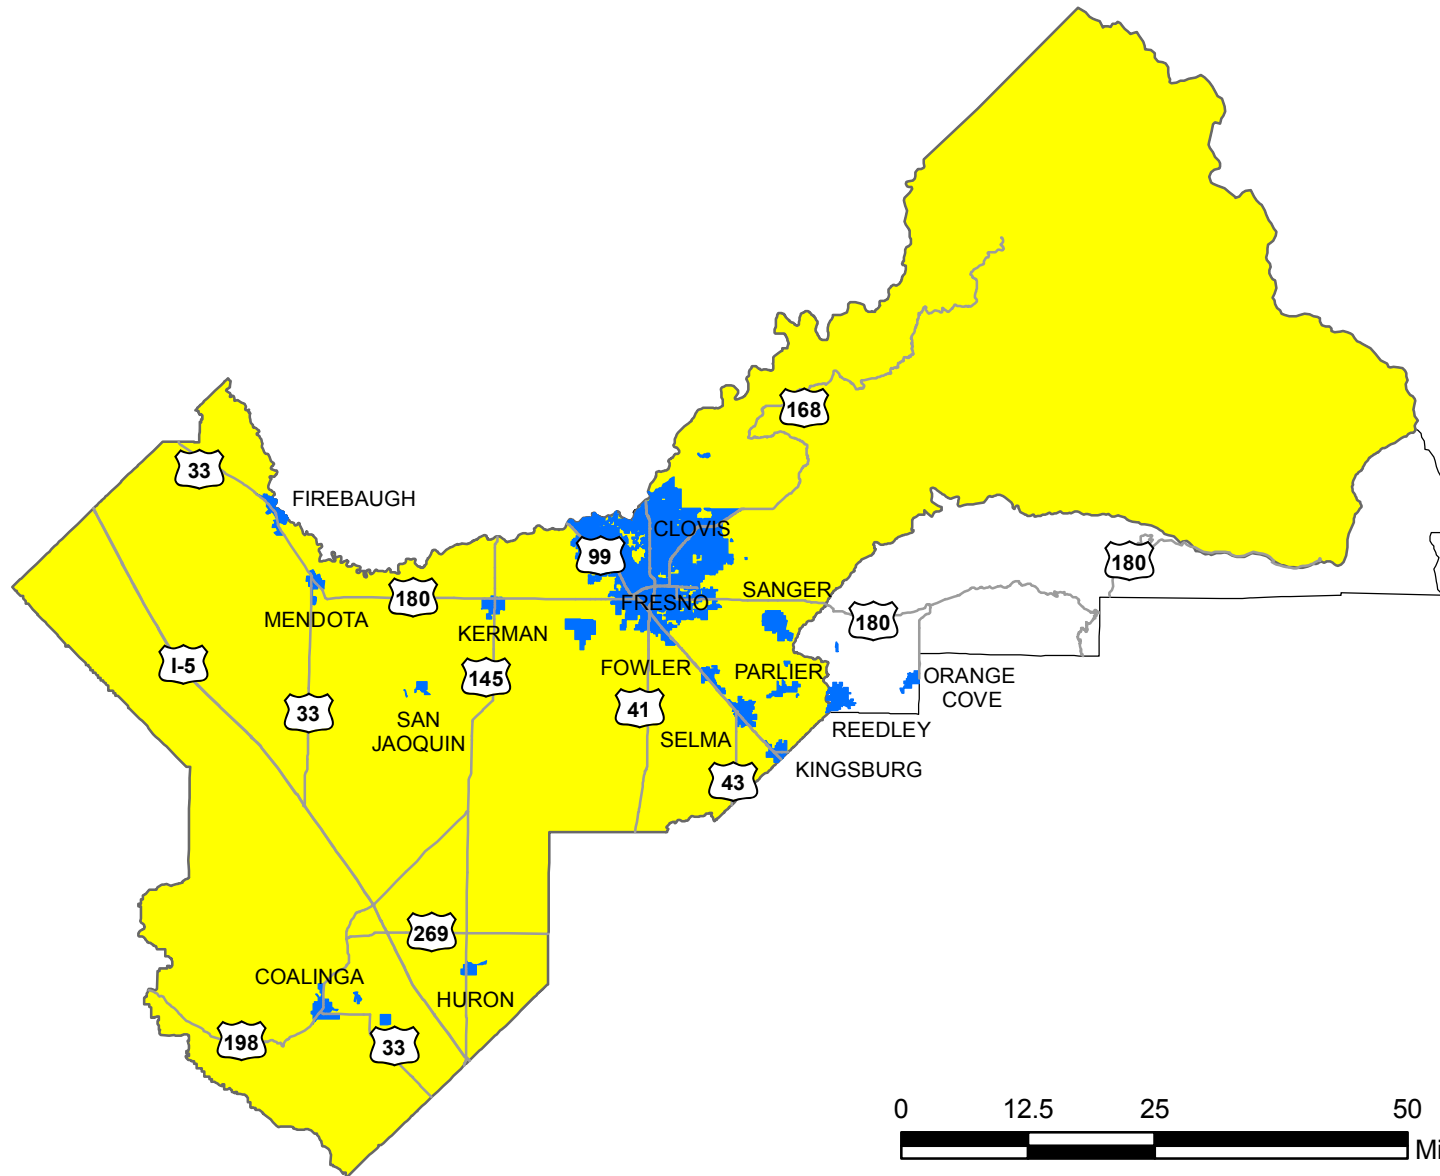 168
33
FIREBAUGH
CLOVIS
99
180
SANGER
180
FRESNO
MENDOTA
KERMAN
180
I-5
FOWLER
PARLIER
ORANGE
COVE
145
33
41
SAN
JAOQUIN
SELMA
REEDLEY
KINGSBURG
43
269
COALINGA
HURON
198
33
0 12.5 25 50
Mi